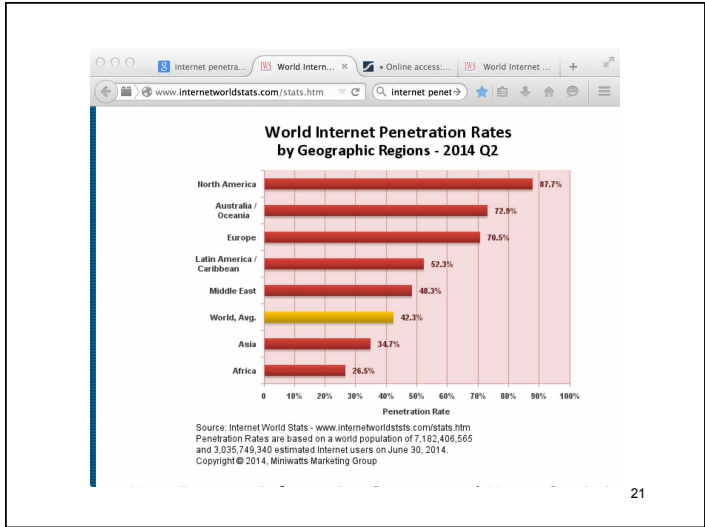 internet penetra...
IWS World Intern...
• Online access:...
IWS World Internet ...
www.internetworldstats.com/stats.htm
internet penet
World Internet Penetration Rates
by Geographic Regions - 2014 Q2
North America 87.7%
Australia /
Oceania 72.9%
Europe 70.5%
Latin America /
Caribbean 52.3%
Middle East 48.3%
World, Avg. 42.3%
Asia 34.7%
Africa 26.5%
0 10% 20% 30% 40% 50% 60% 70% 80% 90% 100%
Penetration Rate
Source: Internet World Stats - www.internetworldststs.com/stats.htm
Penetration Rates are based on a world population of 7,182,406,565
and 3,035,749,340 estimated Internet users on June 30, 2014.
Copyright © 2014, Miniwatts Marketing Group
21